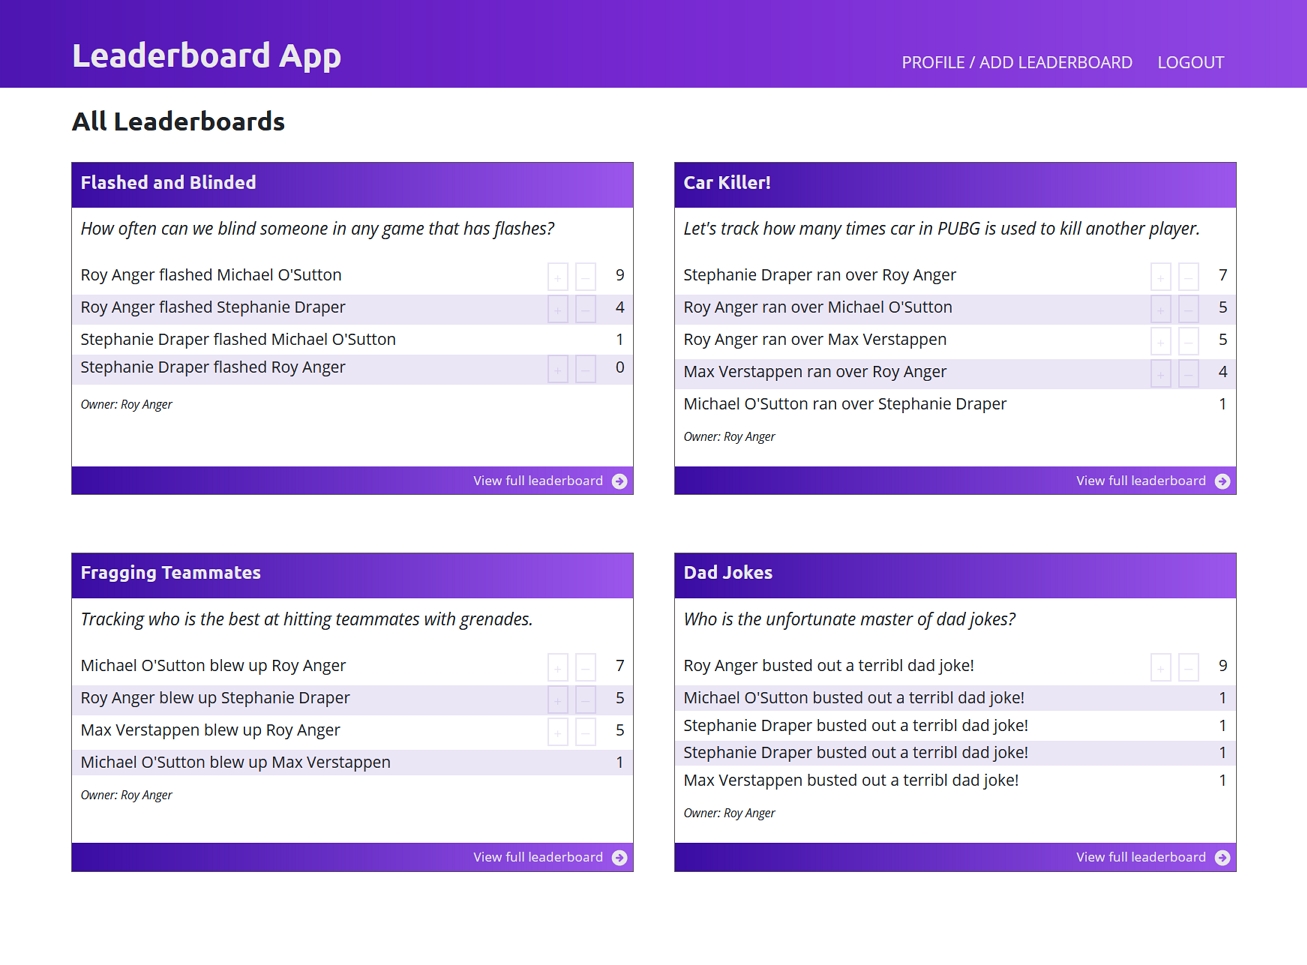 Leaderboard App
PROFILE / ADD LEADERBOARD LOGOUT
All Leaderboards
Flashed and Blinded
How often can we blind someone in any game that has flashes?
Roy Anger flashed Michael O'Sutton + − 9
Roy Anger flashed Stephanie Draper + − 4
Stephanie Draper flashed Michael O'Sutton 1
Stephanie Draper flashed Roy Anger + − 0
Owner: Roy Anger
View full leaderboard
Car Killer!
Let's track how many times car in PUBG is used to kill another player.
Stephanie Draper ran over Roy Anger + − 7
Roy Anger ran over Michael O'Sutton + − 5
Roy Anger ran over Max Verstappen + − 5
Max Verstappen ran over Roy Anger + − 4
Michael O'Sutton ran over Stephanie Draper 1
Owner: Roy Anger
View full leaderboard
Fragging Teammates
Tracking who is the best at hitting teammates with grenades.
Michael O'Sutton blew up Roy Anger + − 7
Roy Anger blew up Stephanie Draper + − 5
Max Verstappen blew up Roy Anger + − 5
Michael O'Sutton blew up Max Verstappen 1
Owner: Roy Anger
View full leaderboard
Dad Jokes
Who is the unfortunate master of dad jokes?
Roy Anger busted out a terribl dad joke! + − 9
Michael O'Sutton busted out a terribl dad joke! 1
Stephanie Draper busted out a terribl dad joke! 1
Stephanie Draper busted out a terribl dad joke! 1
Max Verstappen busted out a terribl dad joke! 1
Owner: Roy Anger
View full leaderboard